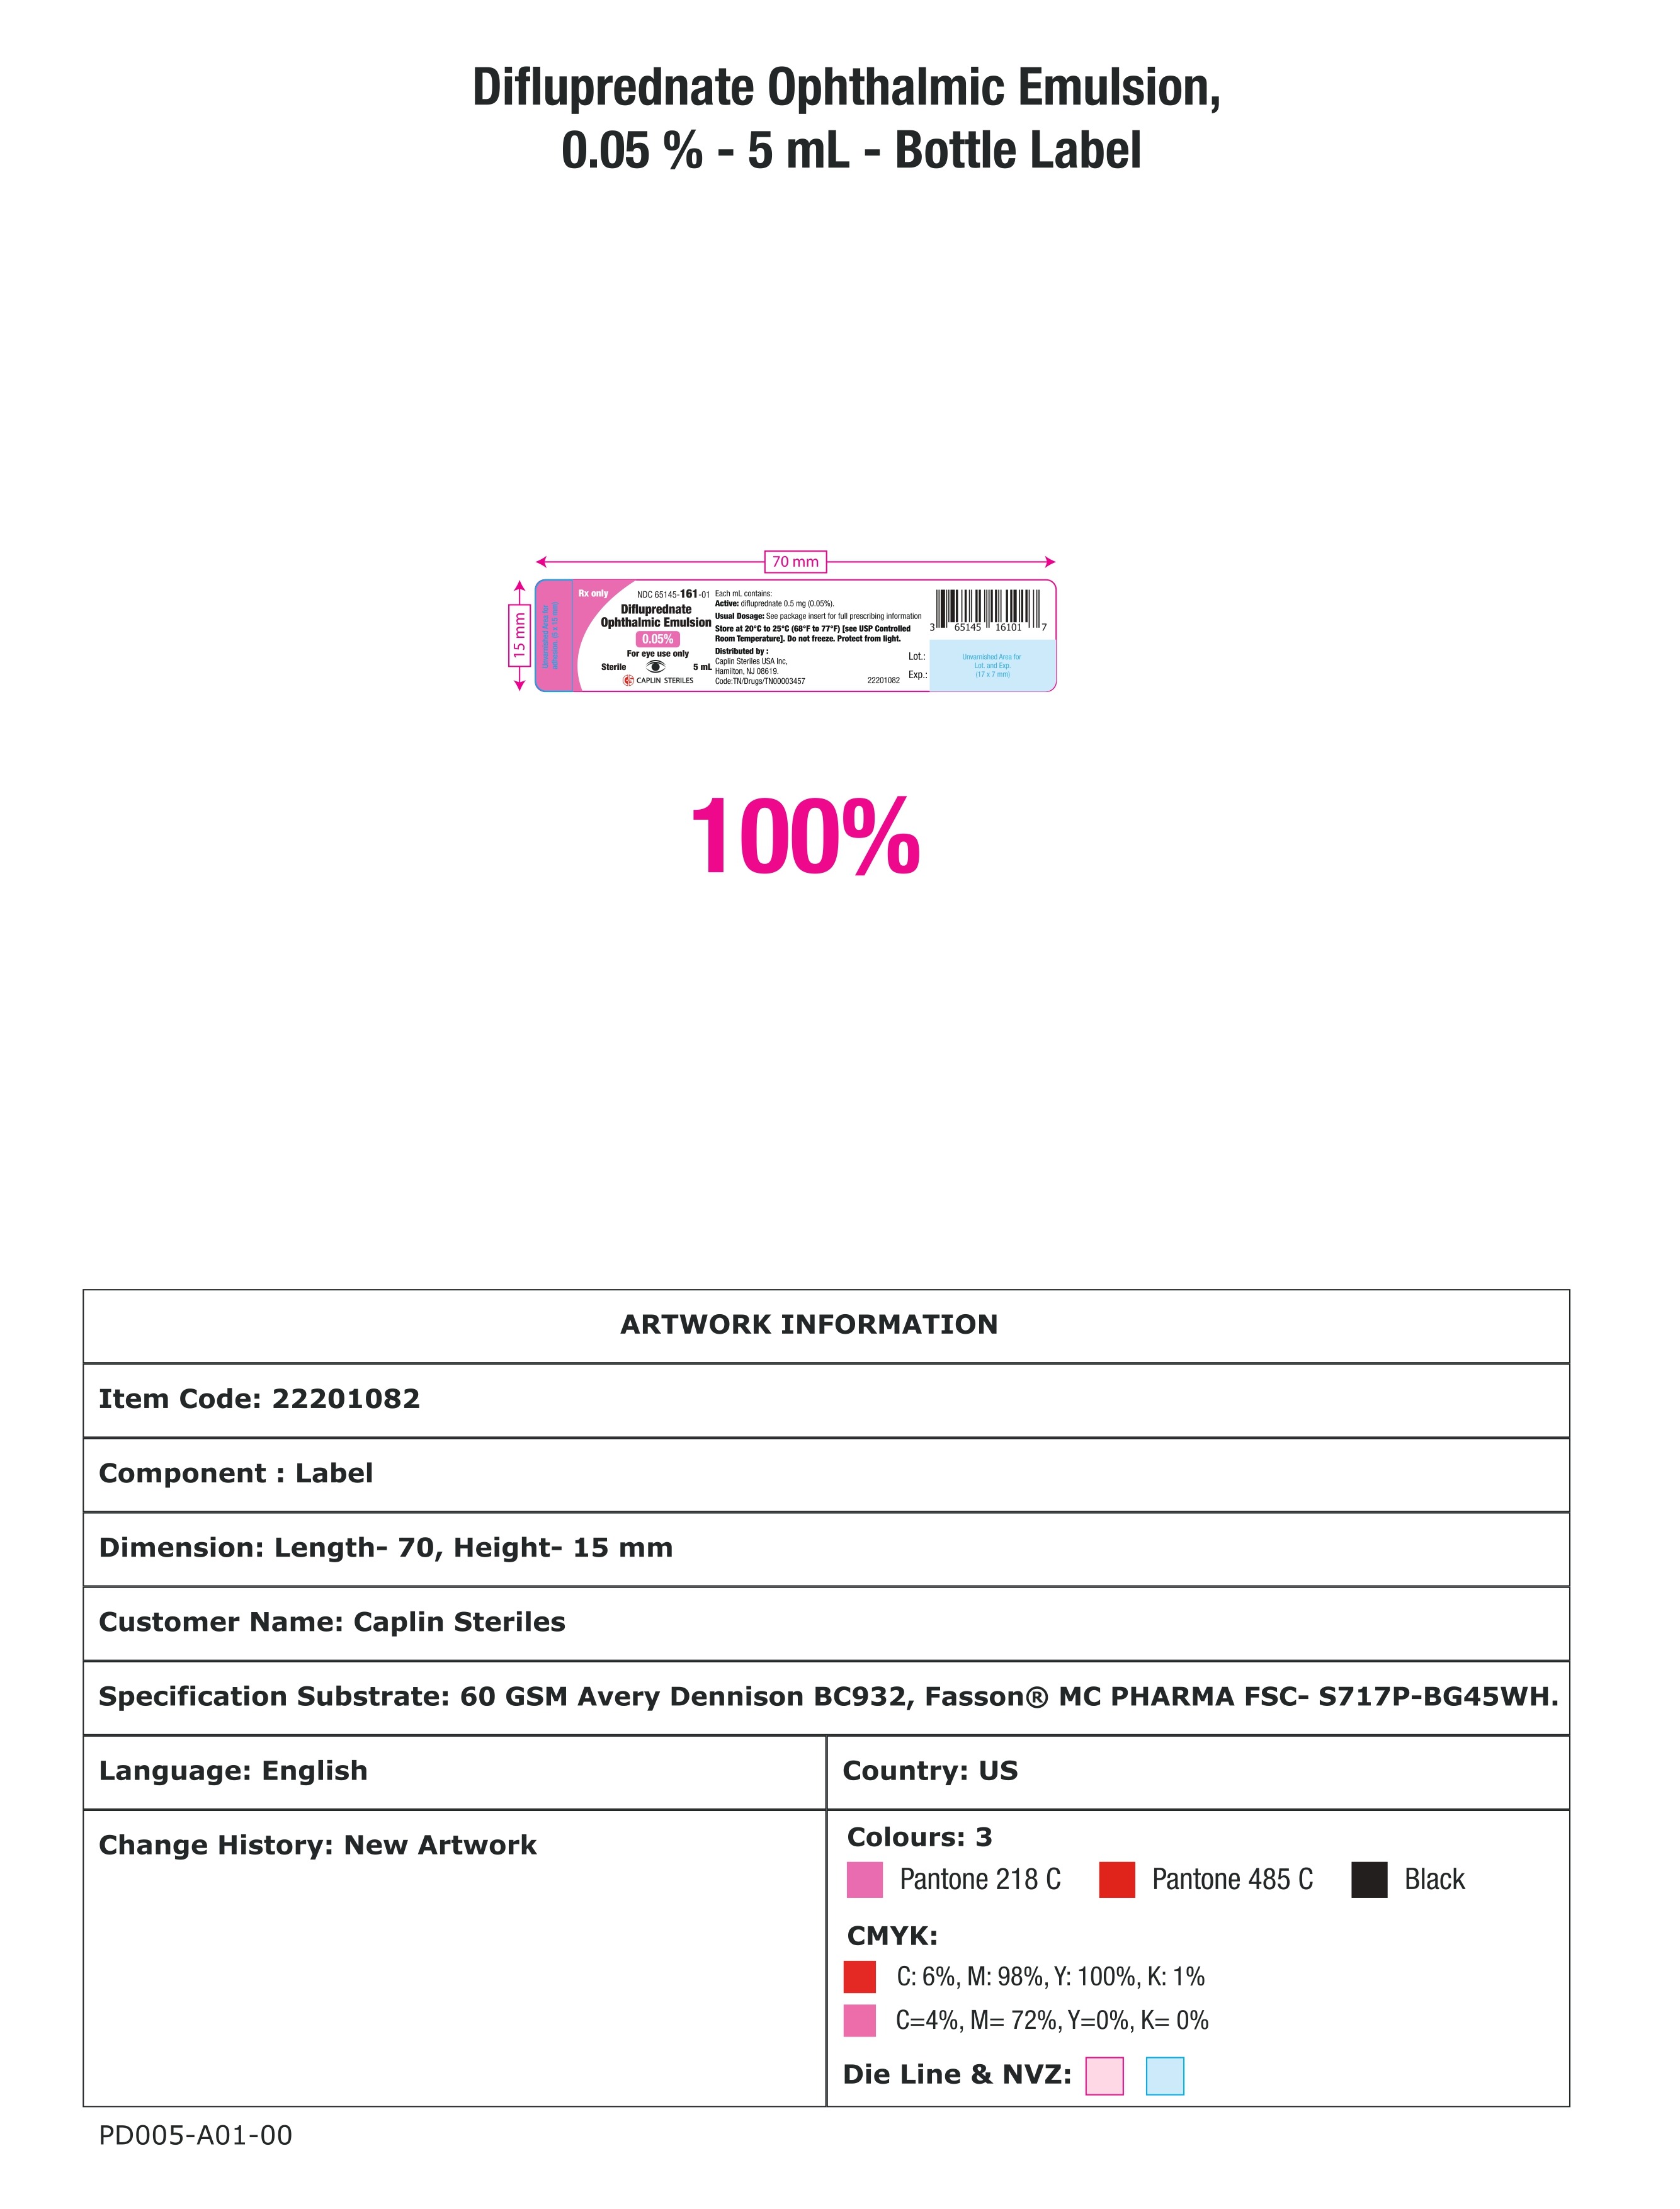 Difluprednate Ophthalmic Emulsion,
0.05 % - 5 mL - Bottle Label
70 mm
15 mm
Unvarnished Area for
adhesion. (5 x 15 mm)
Rx only
NDC 65145-161-01
Difluprednate
Ophthalmic Emulsion
0.05%
For eye use only
Sterile
5 mL
CAPLIN STERILES
Each mL contains:
Active: difluprednate 0.5 mg (0.05%).
Usual Dosage: See package insert for full prescribing information
Store at 20°C to 25°C (68°F to 77°F) [see USP Controlled
Room Temperature]. Do not freeze. Protect from light.
Distributed by :
Caplin Steriles USA Inc,
Hamilton, NJ 08619.
Code:TN/Drugs/TN00003457
22201082
3 65145 16101 7
Lot.:
Exp.:
Unvarnished Area for
Lot. and Exp.
(17 x 7 mm)
100%
ARTWORK INFORMATION
Item Code: 22201082
Component : Label
Dimension: Length- 70, Height- 15 mm
Customer Name: Caplin Steriles
Specification Substrate: 60 GSM Avery Dennison BC932, Fasson® MC PHARMA FSC- S717P-BG45WH.
Language: English
Country: US
Change History: New Artwork
Colours: 3
Pantone 218 C
Pantone 485 C
Black
CMYK:
C: 6%, M: 98%, Y: 100%, K: 1%
C=4%, M= 72%, Y=0%, K= 0%
Die Line & NVZ:
PD005-A01-00